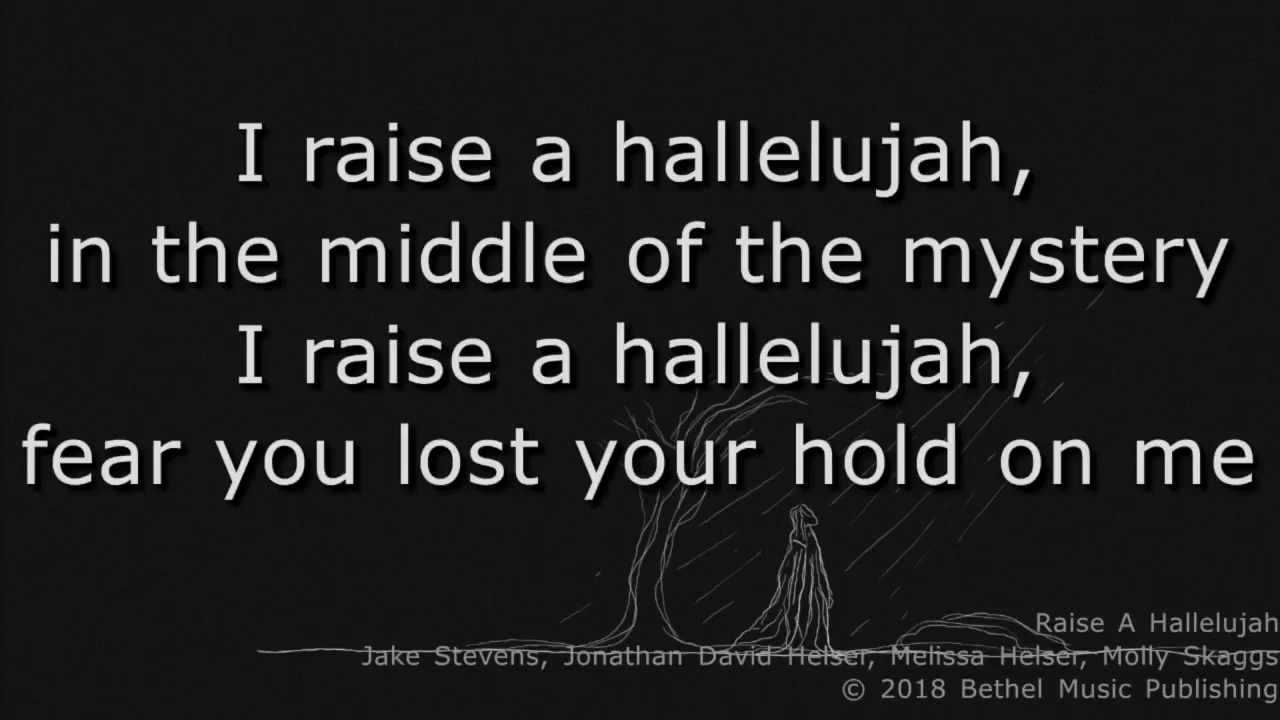 I raise a hallelujah,
in the middle of the mystery
I raise a hallelujah,
fear you lost your hold on me
Raise A Hallelujah
Jake Stevens, Jonathan David Helser, Melissa Helser, Molly Skaggs
© 2018 Bethel Music Publishing